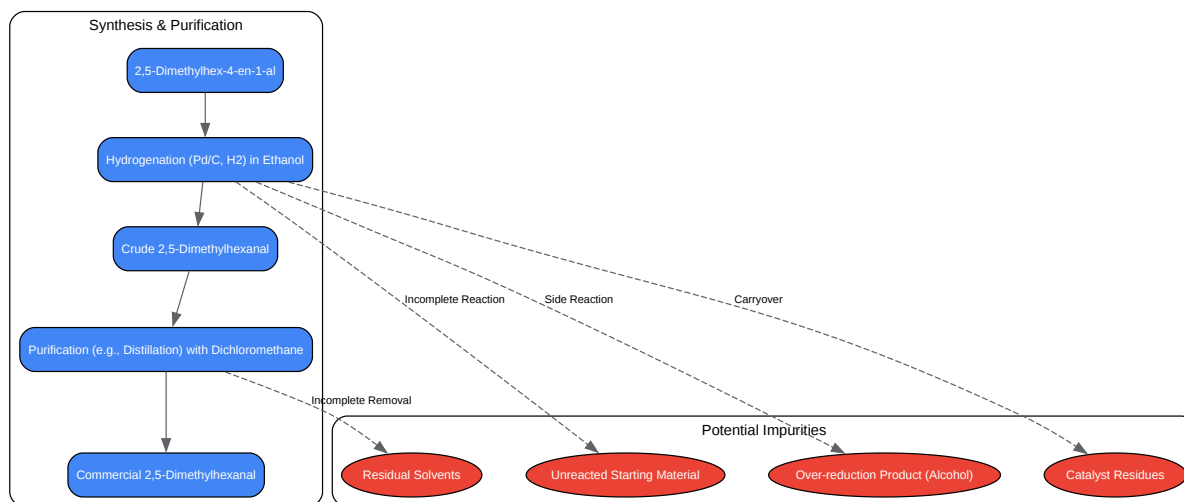 Synthesis & Purification
2,5-Dimethylhex-4-en-1-al
Hydrogenation (Pd/C, H2) in Ethanol
Crude 2,5-Dimethylhexanal
Incomplete Reaction
Side Reaction
Carryover
Purification (e.g., Distillation) with Dichloromethane
Incomplete Removal
Potential Impurities
Commercial 2,5-Dimethylhexanal
Residual Solvents
Unreacted Starting Material
Over-reduction Product (Alcohol)
Catalyst Residues